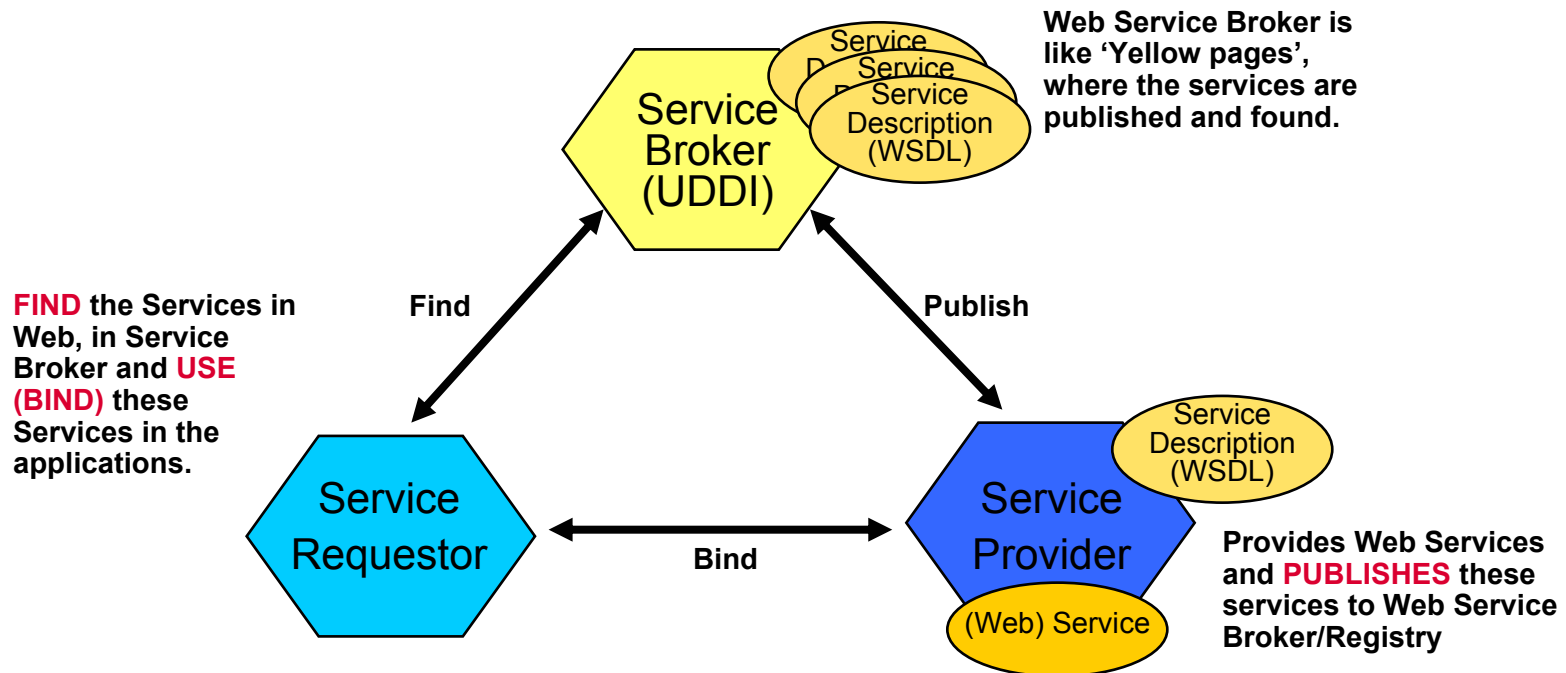 Web Service Broker is
like ‘Yellow pages’,
where the services are
published and found.
Service
D
Service
Service
Description
(WSDL)
Service
Broker
(UDDI)
FIND the Services in
Web, in Service
Broker and USE
(BIND) these
Services in the
applications.
Find
Publish
Service
Description
(WSDL)
Service
Requestor
Bind
Service
Provider
(Web) Service
Provides Web Services
and PUBLISHES these
services to Web Service
Broker/Registry